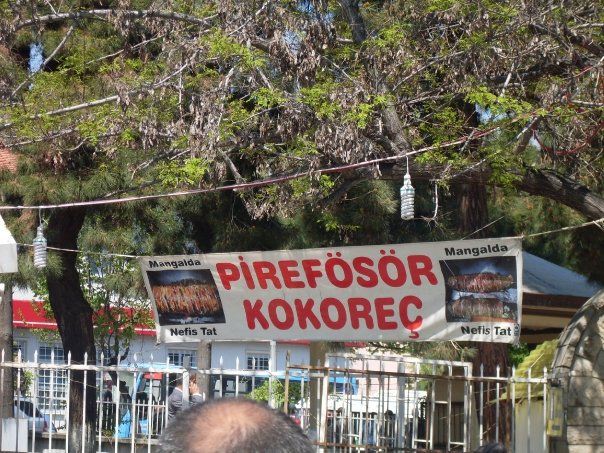 Mangalda
Nefis Tat
PİREFÖSÖR
KOKOREÇ
Mangalda
Nefis Tat